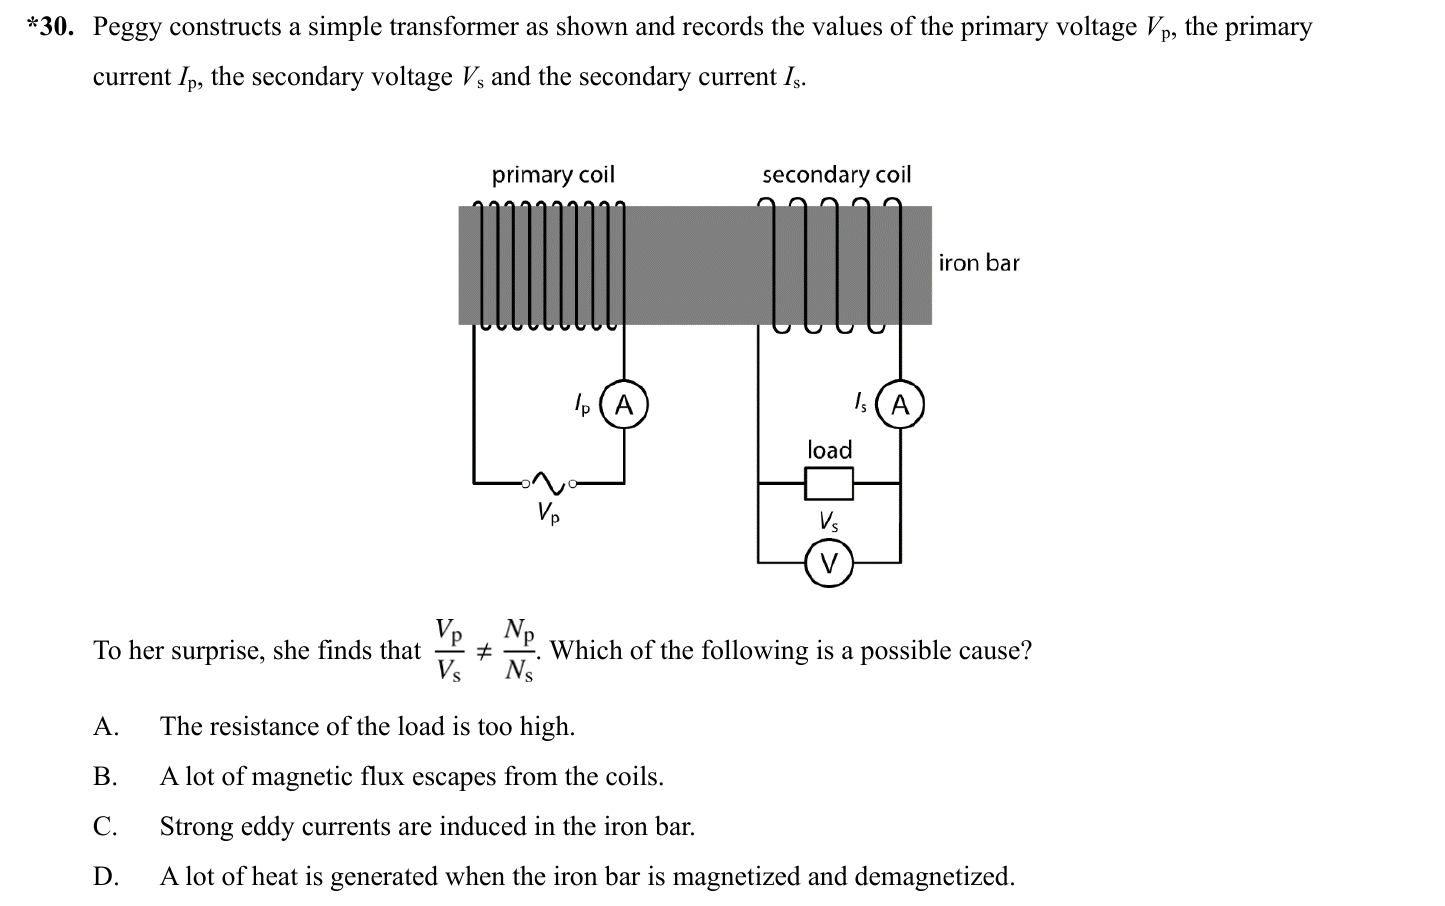 *30. Peggy constructs a simple transformer as shown and records the values of the primary voltage Vp, the primary
current Ip, the secondary voltage Vs and the secondary current Is.
primary coil
secondary coil
iron bar
Ip A
Is A
load
Vp
Vs
V
To her surprise, she finds that Vp/Vs ≠ Np/Ns. Which of the following is a possible cause?
A. The resistance of the load is too high.
B. A lot of magnetic flux escapes from the coils.
C. Strong eddy currents are induced in the iron bar.
D. A lot of heat is generated when the iron bar is magnetized and demagnetized.